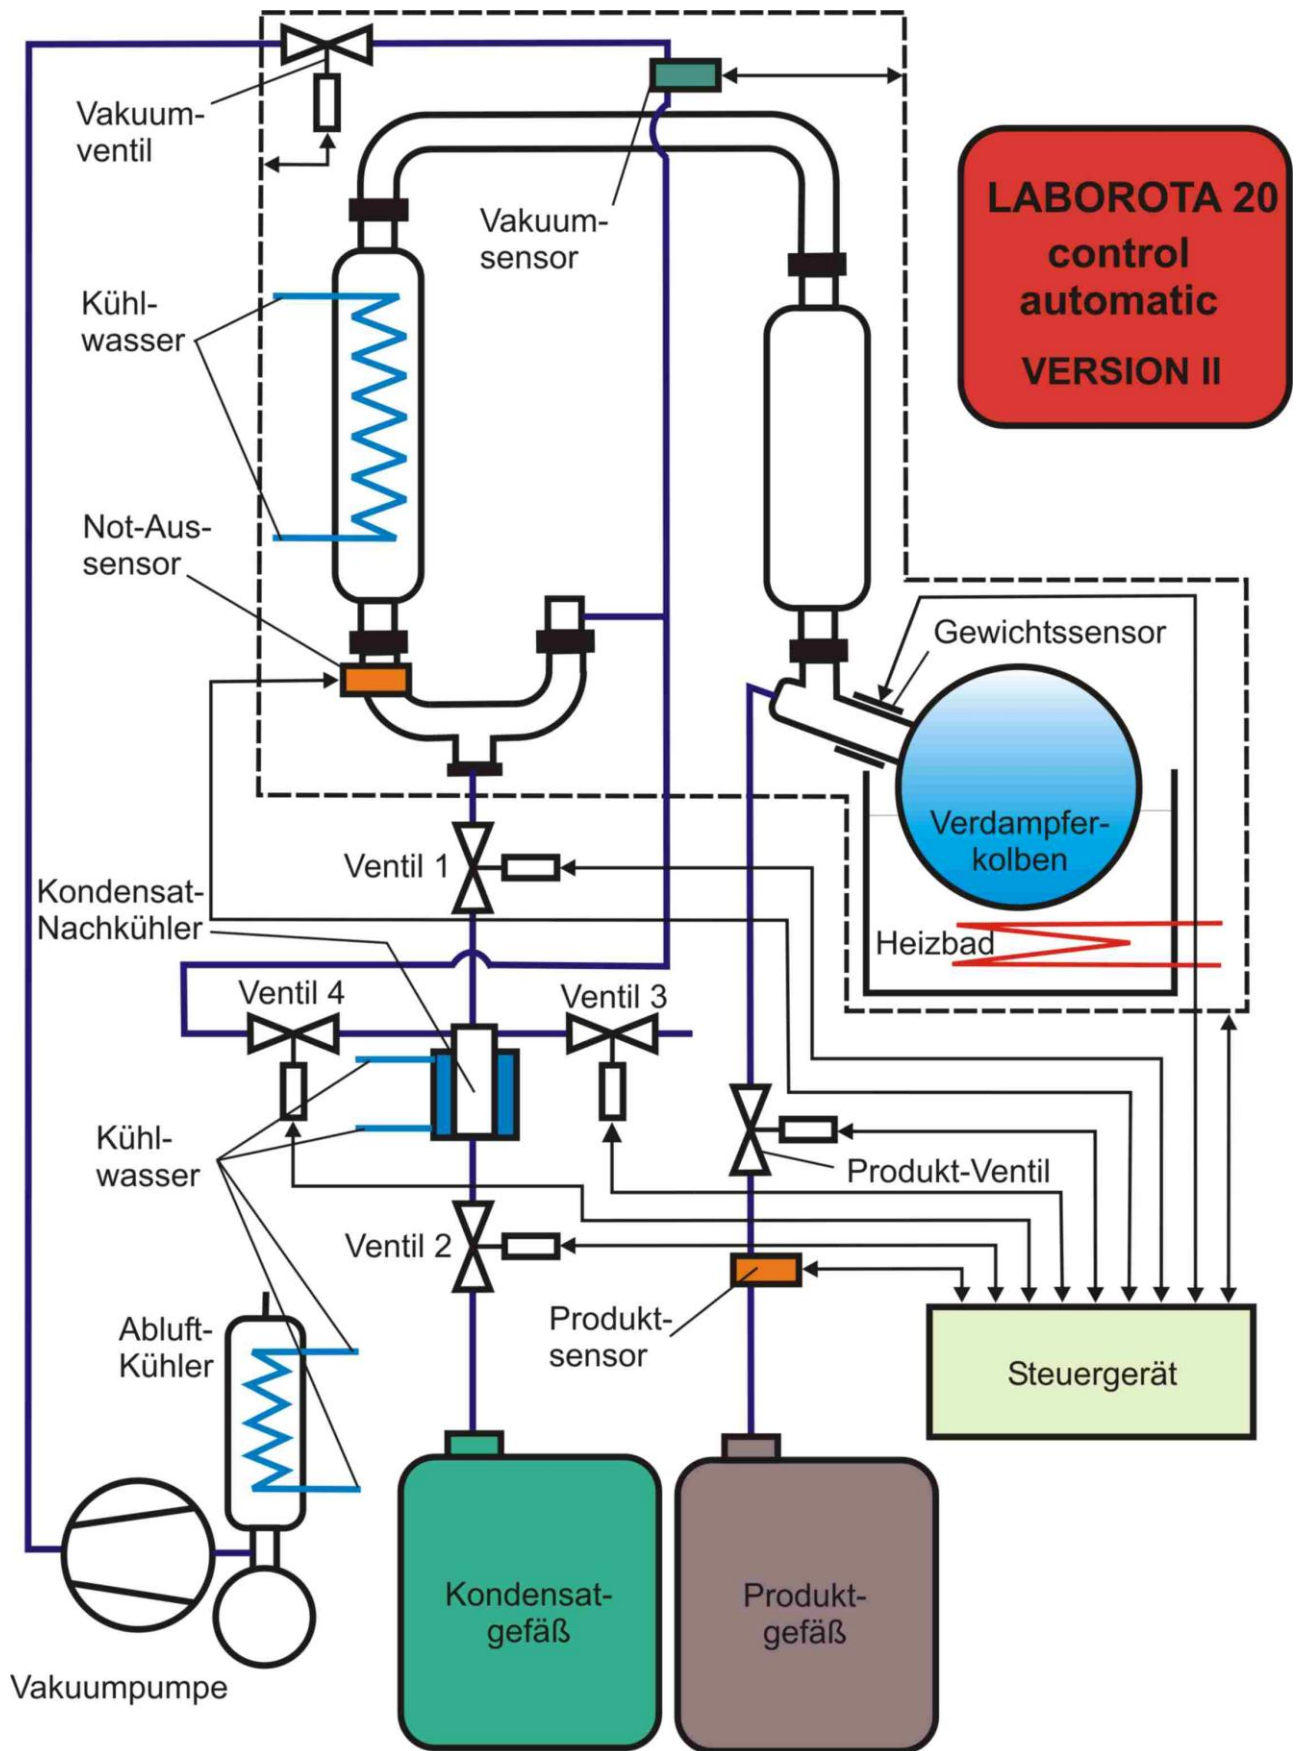 Vakuum-
ventil
Vakuum-
sensor
LABOROTA 20
control
automatic
VERSION II
Kühl-
wasser
Not-Aus-
sensor
Gewichtssensor
Verdampfer-
kolben
Ventil 1
Kondensat-
Nachkühler
Heizbad
Ventil 4
Ventil 3
Kühl-
wasser
Produkt-Ventil
Ventil 2
Produkt-
sensor
Abluft-
Kühler
Steuergerät
Kondensat-
gefäß
Produkt-
gefäß
Vakuumpumpe